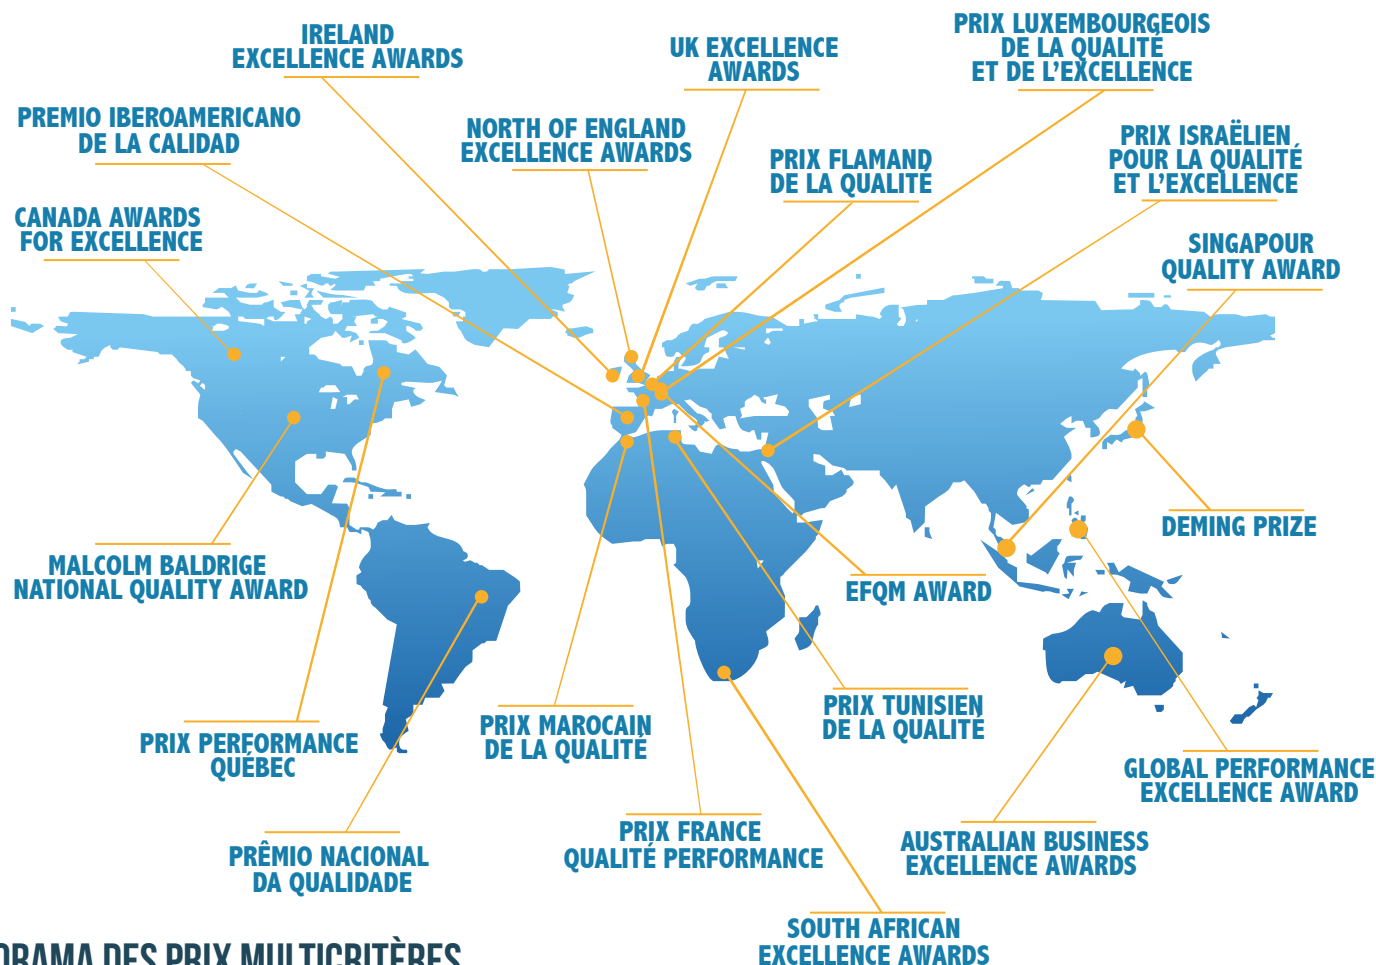 IRELAND
EXCELLENCE AWARDS
UK EXCELLENCE
AWARDS
PRIX LUXEMBOURGEOIS
DE LA QUALITÉ
ET DE L'EXCELLENCE
PREMIO IBEROAMERICANO
DE LA CALIDAD
NORTH OF ENGLAND
EXCELLENCE AWARDS
PRIX FLAMAND
DE LA QUALITÉ
PRIX ISRAËLIEN
POUR LA QUALITÉ
ET L'EXCELLENCE
CANADA AWARDS
FOR EXCELLENCE
SINGAPOUR
QUALITY AWARD
DEMING PRIZE
MALCOLM BALDRIGE
NATIONAL QUALITY AWARD
EFQM AWARD
PRIX TUNISIEN
DE LA QUALITÉ
PRIX MAROCAIN
DE LA QUALITÉ
PRIX PERFORMANCE
QUÉBEC
GLOBAL PERFORMANCE
EXCELLENCE AWARD
PRIX FRANCE
QUALITÉ PERFORMANCE
AUSTRALIAN BUSINESS
EXCELLENCE AWARDS
PRÊMIO NACIONAL
DA QUALIDADE
SOUTH AFRICAN
EXCELLENCE AWARDS
DES PRIX MULTICRITÈRES